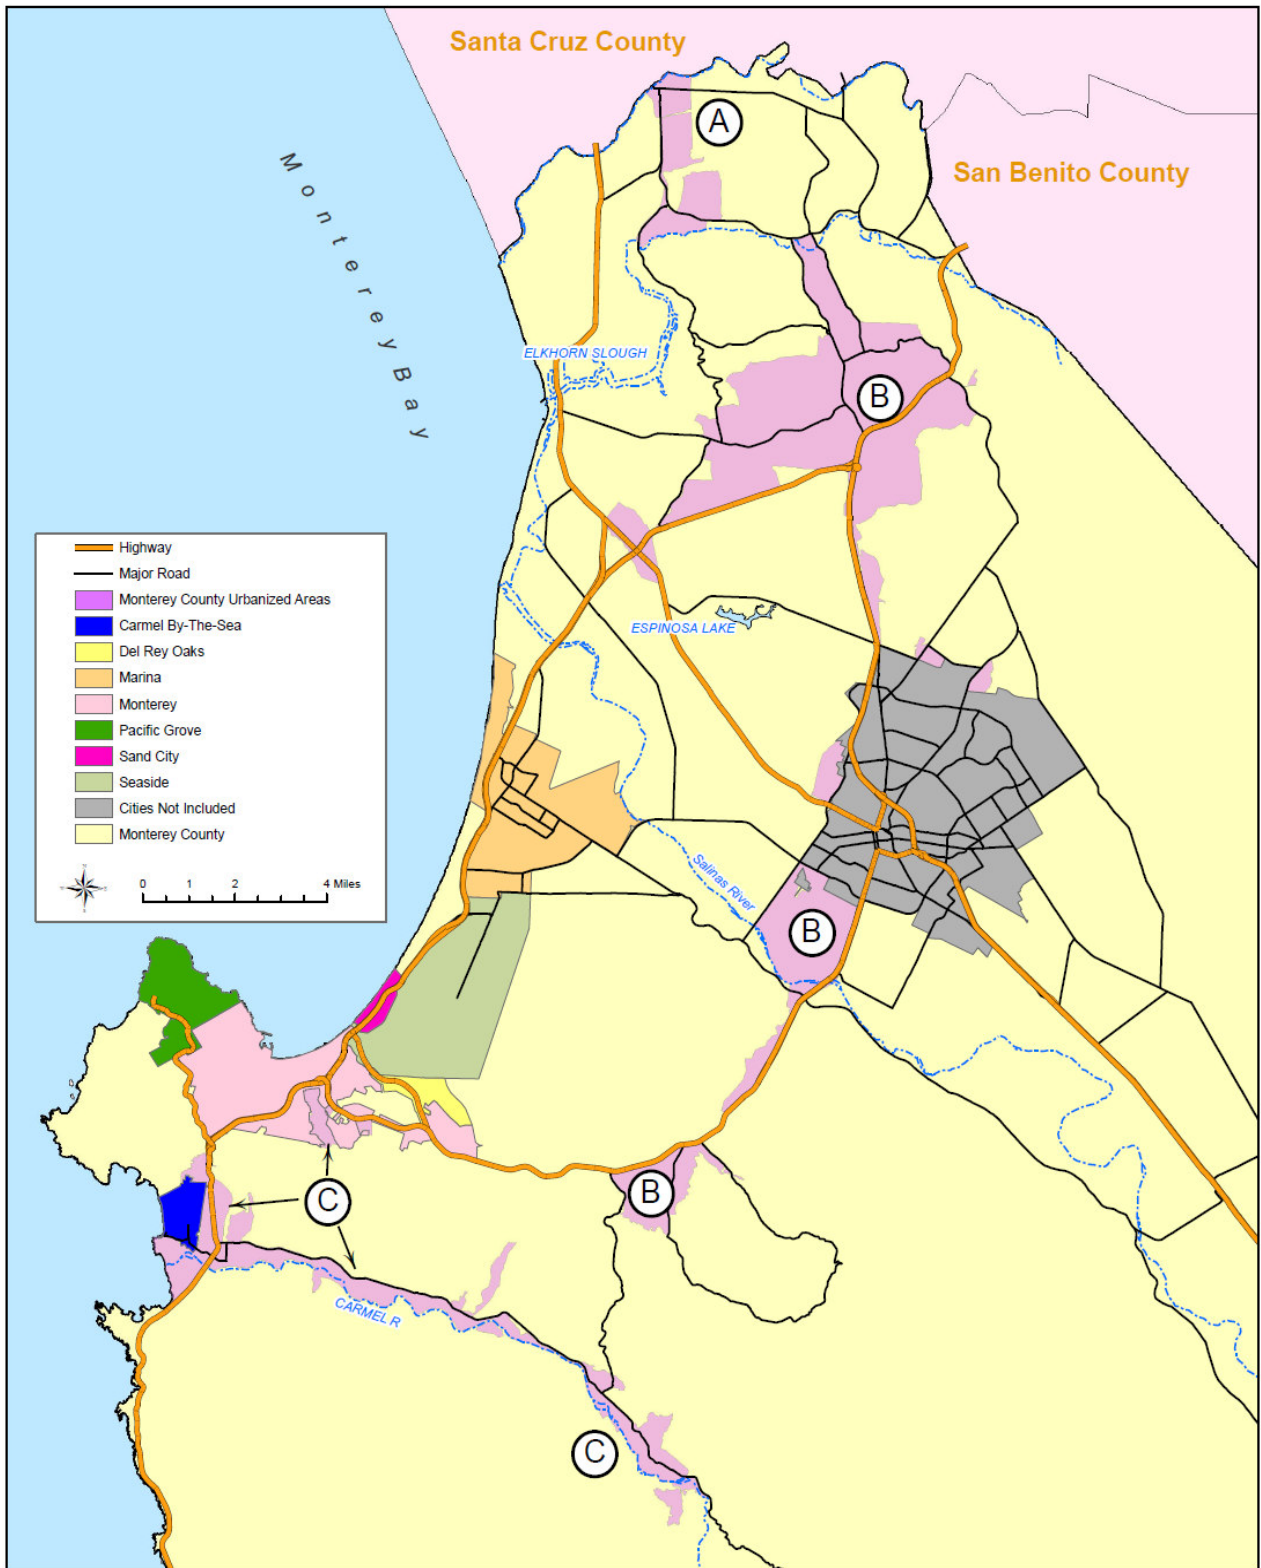 Santa Cruz County
A
San Benito County
Monterey Bay
ELKHORN SLOUGH
B
Highway
Major Road
Monterey County Urbanized Areas
Carmel By-The-Sea
Del Rey Oaks
Marina
Monterey
Pacific Grove
Sand City
Seaside
Cities Not Included
Monterey County
0 1 2 4 Miles
ESPINOSA LAKE
Salinas River
B
B
C
CARMEL R
C